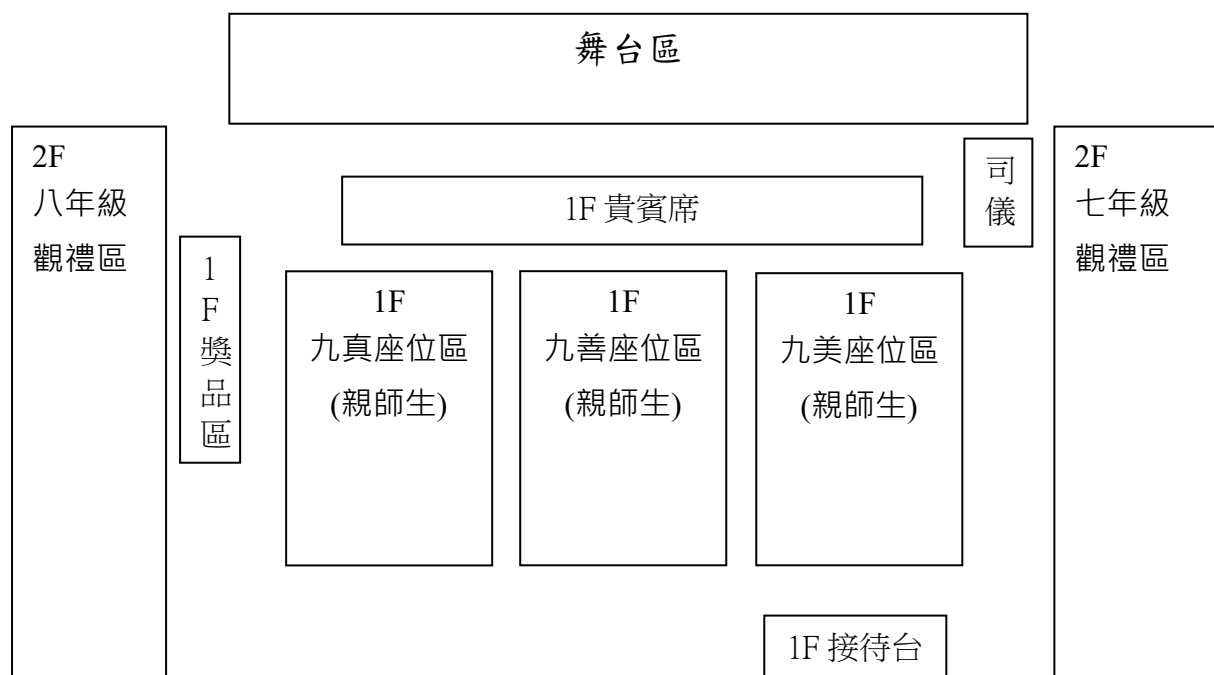 舞台區
2F
八年級
觀禮區
司儀
2F
七年級
觀禮區
1F 貴賓席
1F獎品區
1F
九真座位區
(親師生)
1F
九善座位區
(親師生)
1F
九美座位區
(親師生)
1F 接待台